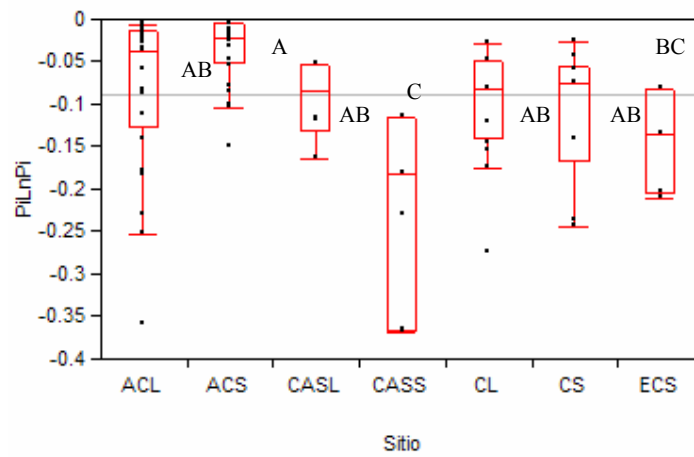 0
-0.05
-0.1
-0.15
-0.2
-0.25
-0.3
-0.35
-0.4
PiLnPi
A
BC
AB
AB
C
AB
AB
ACL ACS CASL CASS CL CS ECS
Sitio